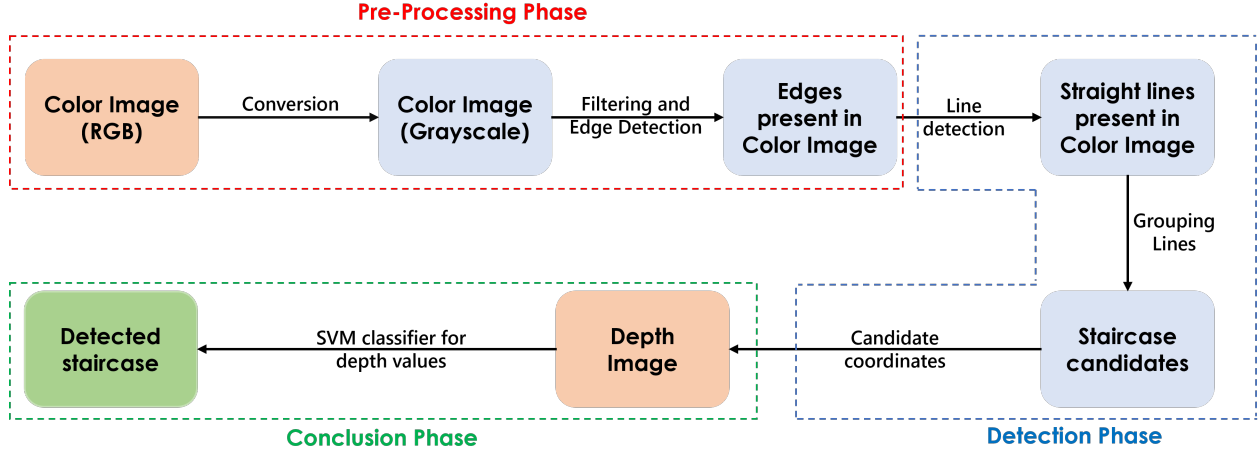 Pre-Processing Phase
Color Image
(RGB)
Conversion
Color Image
(Grayscale)
Filtering and
Edge Detection
Edges
present in
Color Image
Line
detection
Straight lines
present in
Color Image
Grouping
Lines
Staircase
candidates
Candidate
coordinates
Depth
Image
SVM classifier for
depth values
Detected
staircase
Conclusion Phase
Detection Phase